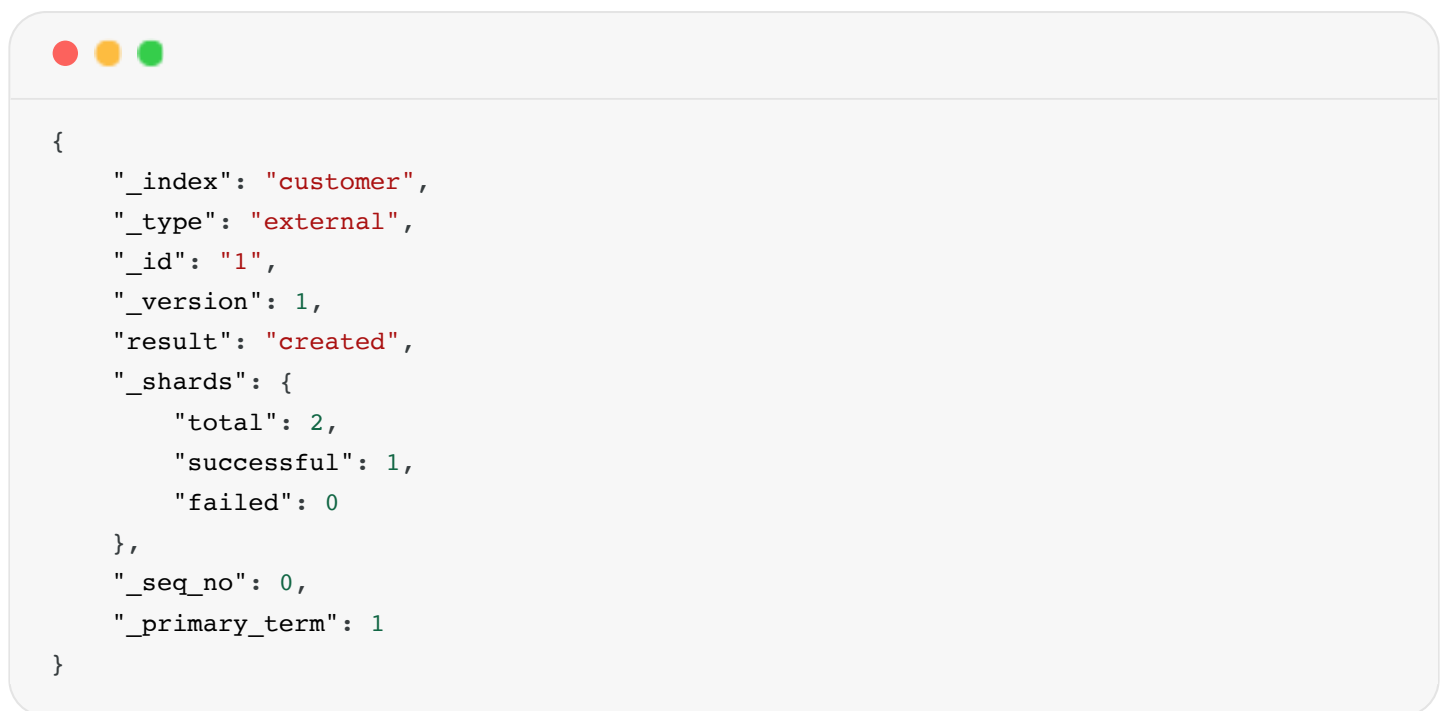 {
    "_index": "customer",
    "_type": "external",
    "_id": "1",
    "_version": 1,
    "result": "created",
    "_shards": {
        "total": 2,
        "successful": 1,
        "failed": 0
    },
    "_seq_no": 0,
    "_primary_term": 1
}